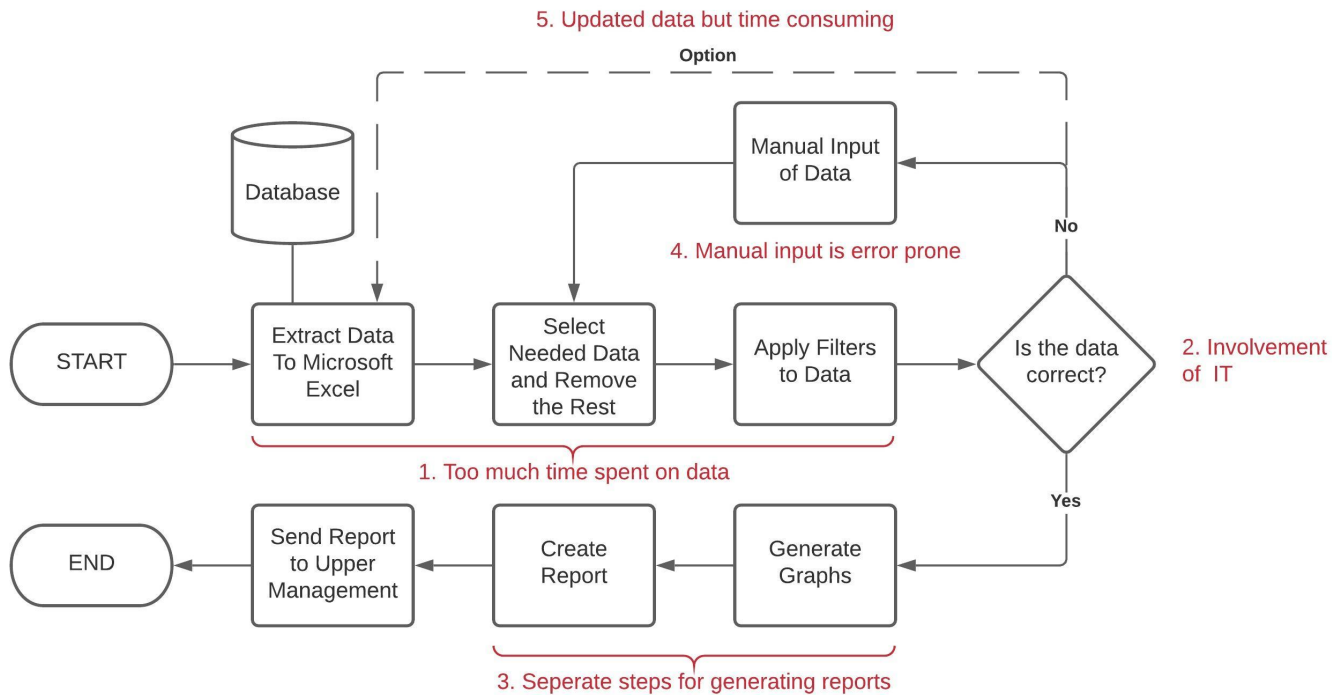 5. Updated data but time consuming
Option
Database
Manual Input
of Data
No
4. Manual input is error prone
START
Extract Data
To Microsoft
Excel
Select
Needed Data
and Remove
the Rest
Apply Filters
to Data
Is the data
correct?
2. Involvement
of IT
1. Too much time spent on data
Yes
END
Send Report
to Upper
Management
Create
Report
Generate
Graphs
3. Seperate steps for generating reports